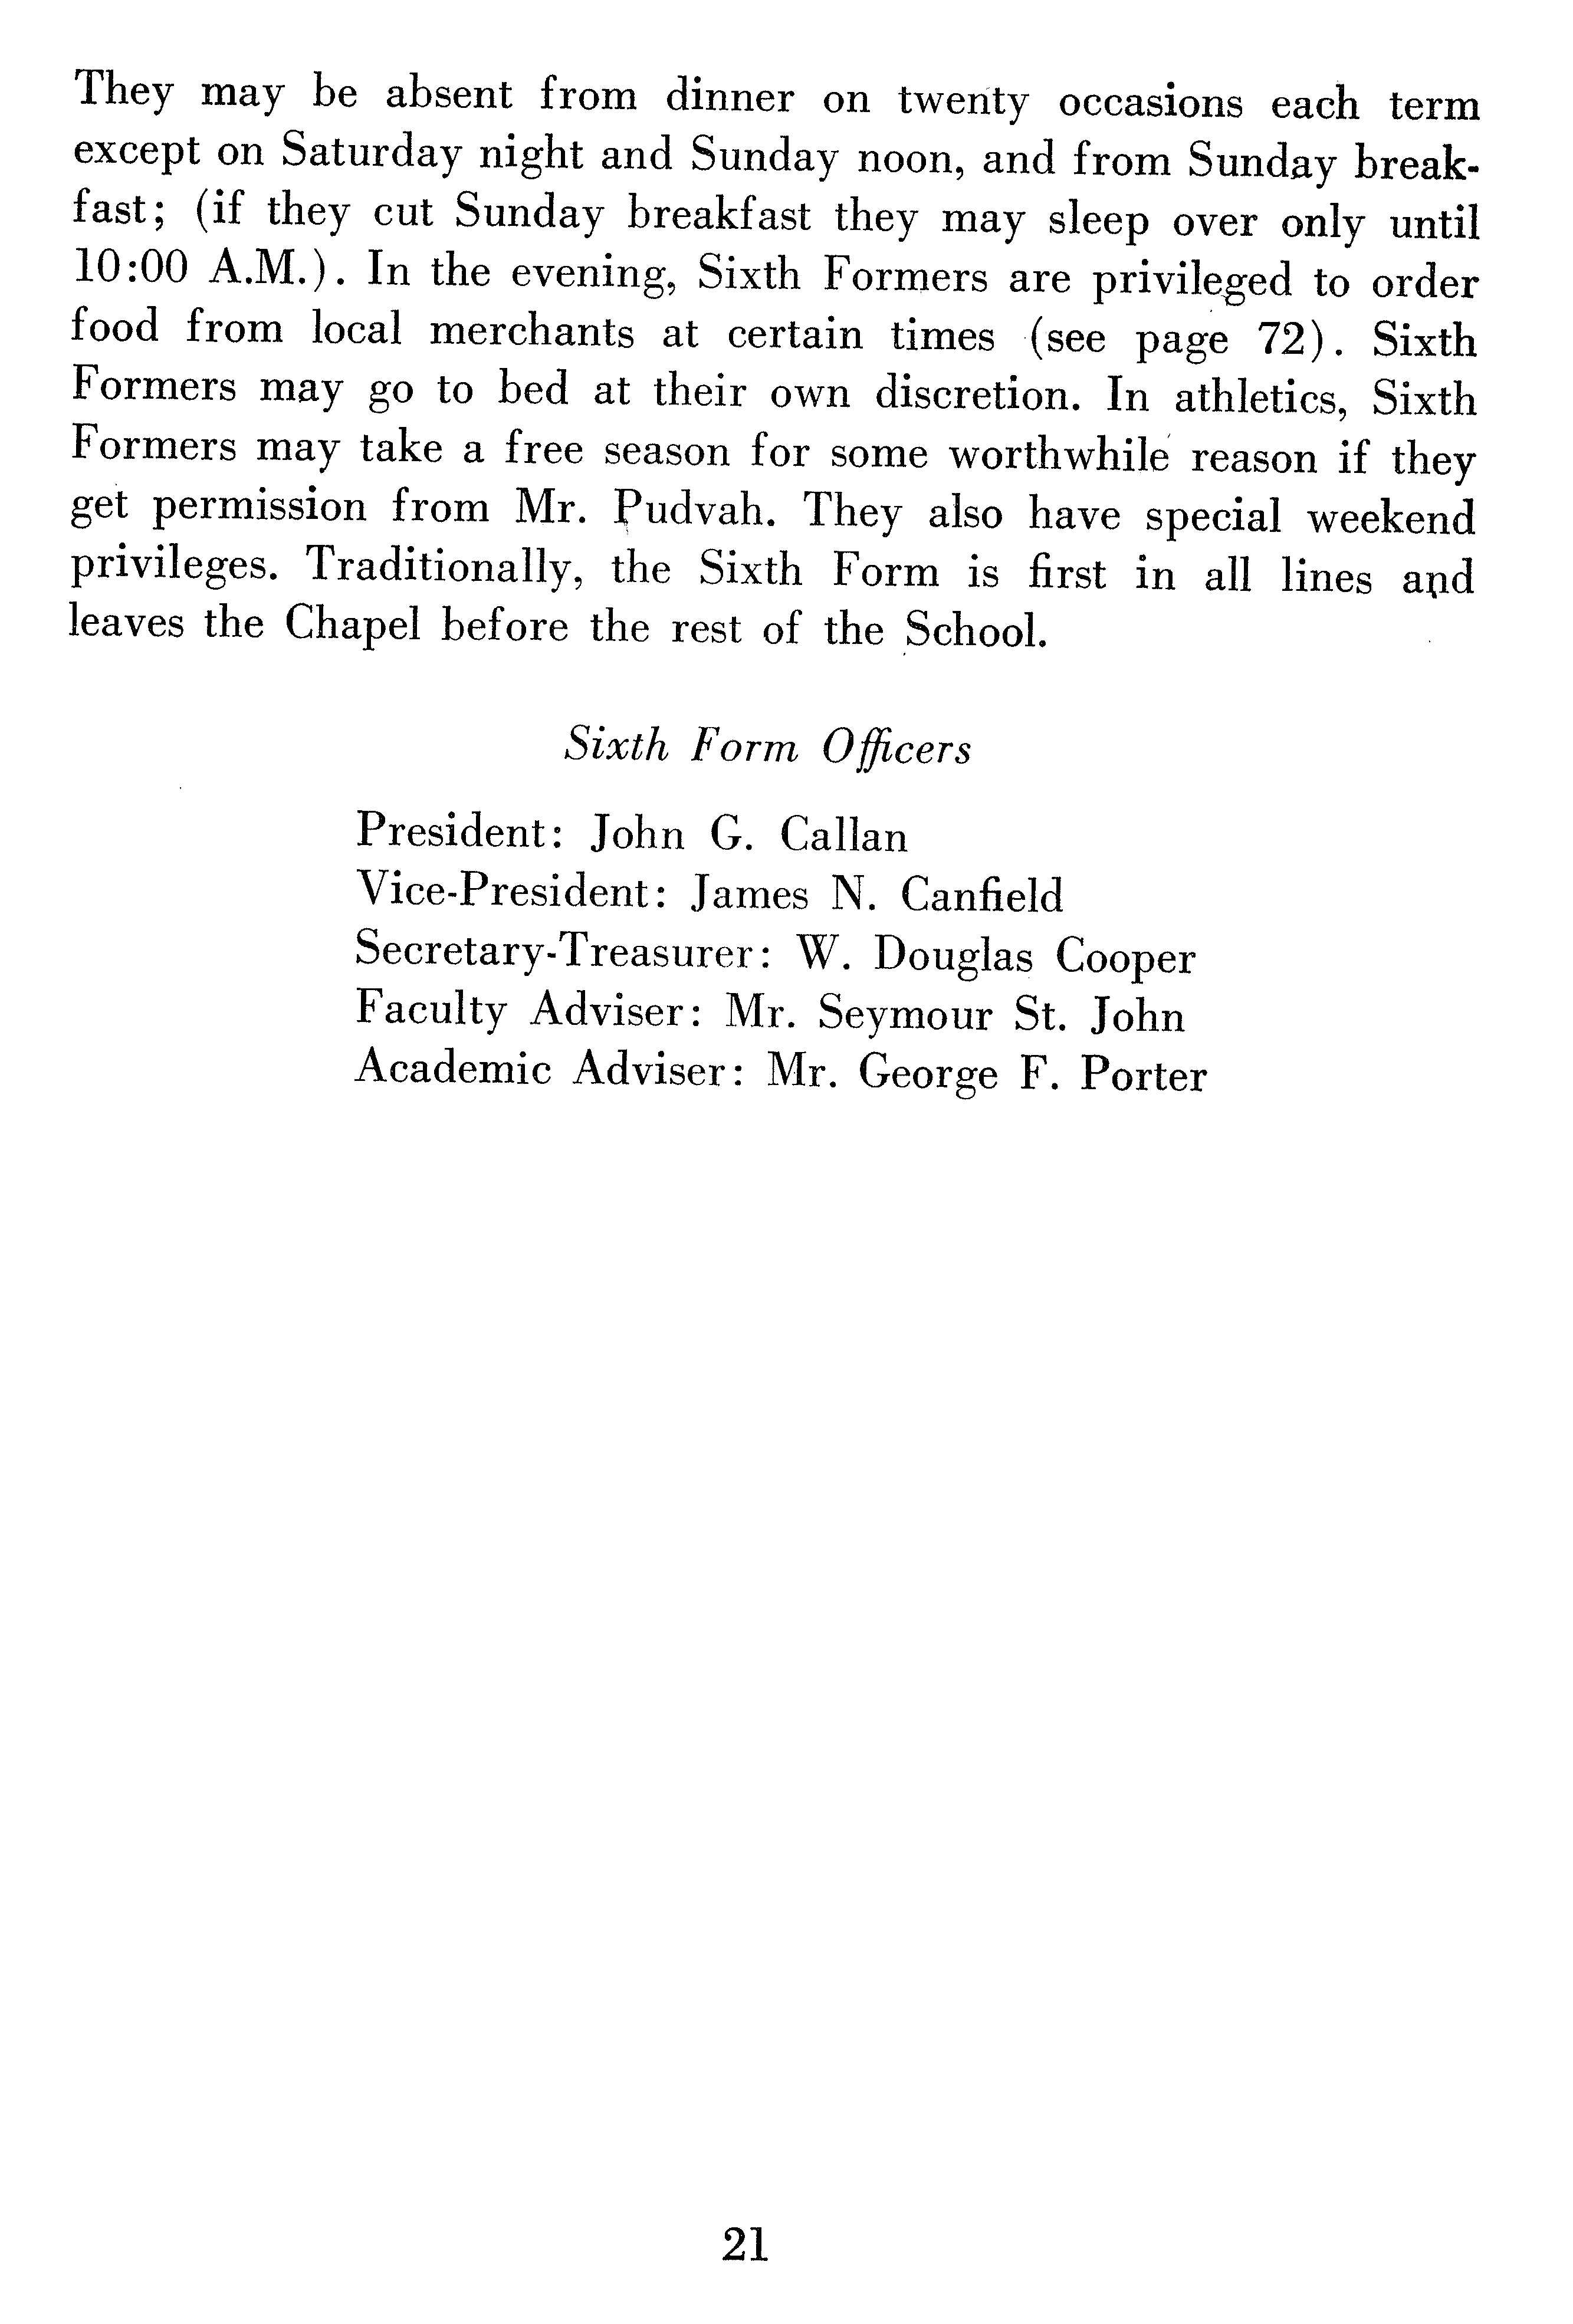 They may be absent from dinner on twenty occasions each term
except on Saturday night and Sunday noon, and from Sunday break-
fast; (if they cut Sunday breakfast they may sleep over only until
10:00 A.M.). In the evening, Sixth Formers are privileged to order
food from local merchants at certain times (see page 72). Sixth
Formers may go to bed at their own discretion. In athletics, Sixth
Formers may take a free season for some worthwhile reason if they
get permission from Mr. Pudvah. They also have special weekend
privileges. Traditionally, the Sixth Form is first in all lines and
leaves the Chapel before the rest of the School.
Sixth Form Officers
President: John G. Callan
Vice-President: James N. Canfield
Secretary-Treasurer: W. Douglas Cooper
Faculty Adviser: Mr. Seymour St. John
Academic Adviser: Mr. George F. Porter
21